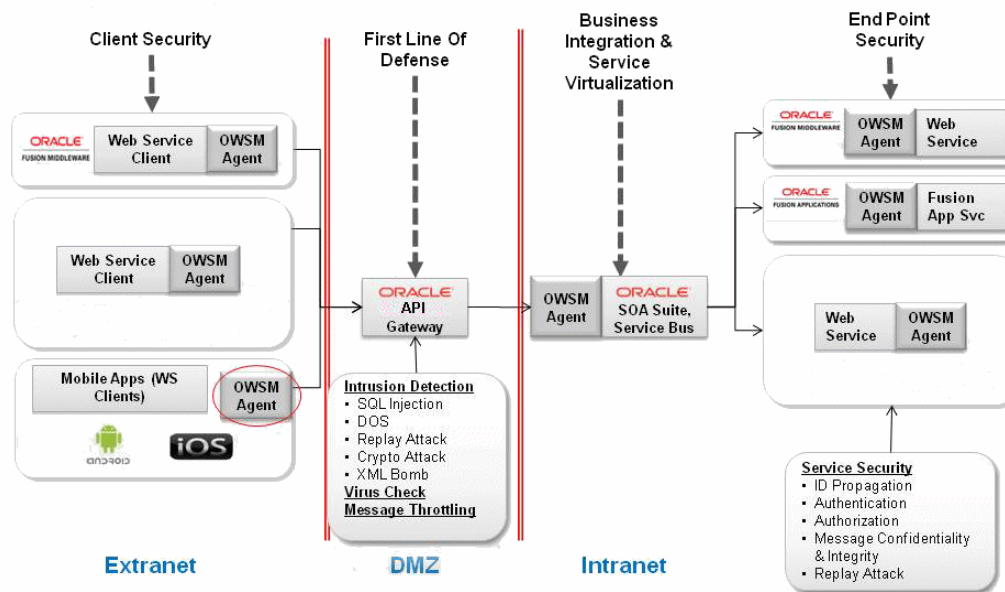 Client Security
First Line Of
Defense
Business
Integration &
Service
Virtualization
End Point
Security
ORACLE
FUSION MIDDLEWARE
Web Service
Client
OWSM
Agent
Web Service
Client
OWSM
Agent
Mobile Apps (WS
Clients)
OWSM
Agent
ANDROID
iOS
ORACLE
API
Gateway
Intrusion Detection
▪ SQL Injection
▪ DOS
▪ Replay Attack
▪ Crypto Attack
▪ XML Bomb
Virus Check
Message Throttling
OWSM
Agent
ORACLE
SOA Suite,
Service Bus
ORACLE
FUSION MIDDLEWARE
OWSM
Agent
Web
Service
ORACLE
FUSION APPLICATIONS
OWSM
Agent
Fusion
App Svc
Web
Service
OWSM
Agent
Service Security
▪ ID Propagation
▪ Authentication
▪ Authorization
▪ Message Confidentiality
& Integrity
▪ Replay Attack
Extranet
DMZ
Intranet